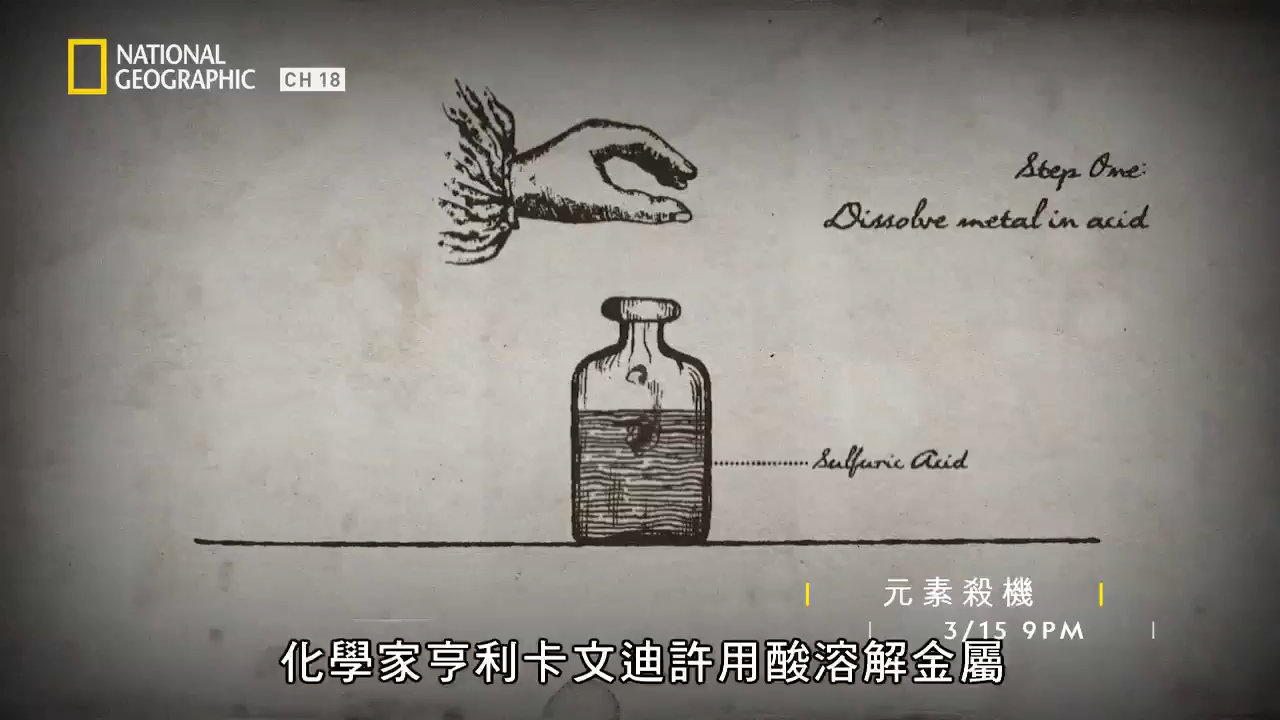 NATIONAL
GEOGRAPHIC
CH 18
Step One:
Dissolve metal in acid
Sulfuric Acid
元素殺機
3/15 9PM
化學家亨利卡文迪許用酸溶解金屬